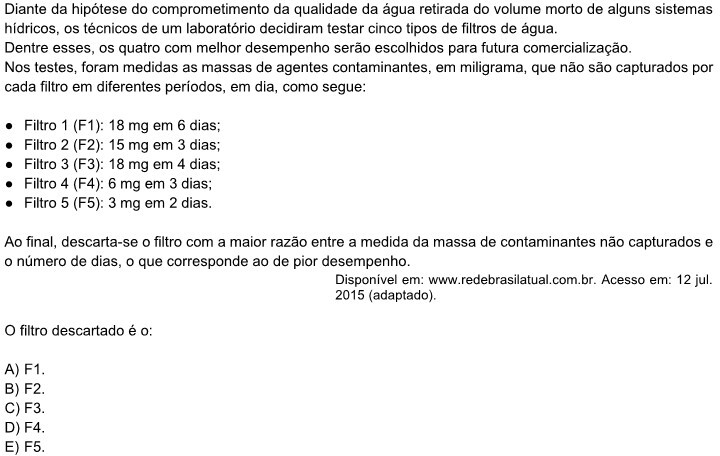 Diante da hipótese do comprometimento da qualidade da água retirada do volume morto de alguns sistemas
hídricos, os técnicos de um laboratório decidiram testar cinco tipos de filtros de água.
Dentre esses, os quatro com melhor desempenho serão escolhidos para futura comercialização.
Nos testes, foram medidas as massas de agentes contaminantes, em miligrama, que não são capturados por
cada filtro em diferentes períodos, em dia, como segue:
● Filtro 1 (F1): 18 mg em 6 dias;
● Filtro 2 (F2): 15 mg em 3 dias;
● Filtro 3 (F3): 18 mg em 4 dias;
● Filtro 4 (F4): 6 mg em 3 dias;
● Filtro 5 (F5): 3 mg em 2 dias.
Ao final, descarta-se o filtro com a maior razão entre a medida da massa de contaminantes não capturados e
o número de dias, o que corresponde ao de pior desempenho.
Disponível em: www.redebrasilatual.com.br. Acesso em: 12 jul.
2015 (adaptado).
O filtro descartado é o:
A) F1.
B) F2.
C) F3.
D) F4.
E) F5.